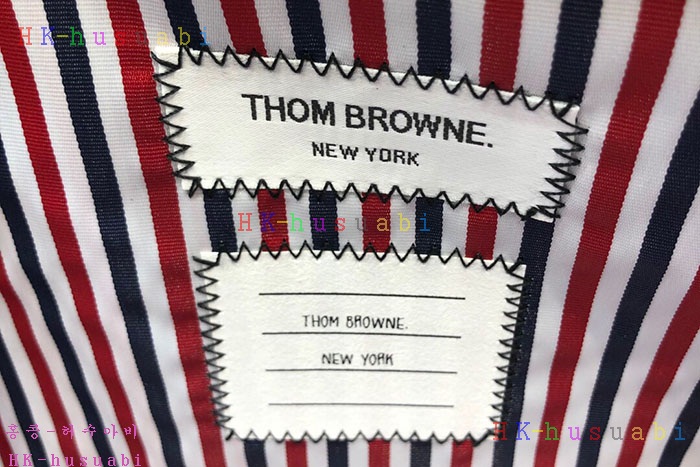 HK-husuabi
THOM BROWNE.
NEW YORK
HK-husuabi
THOM BROWNE.
NEW YORK
홍콩-허수아비
HK-husuabi
HK-husuabi